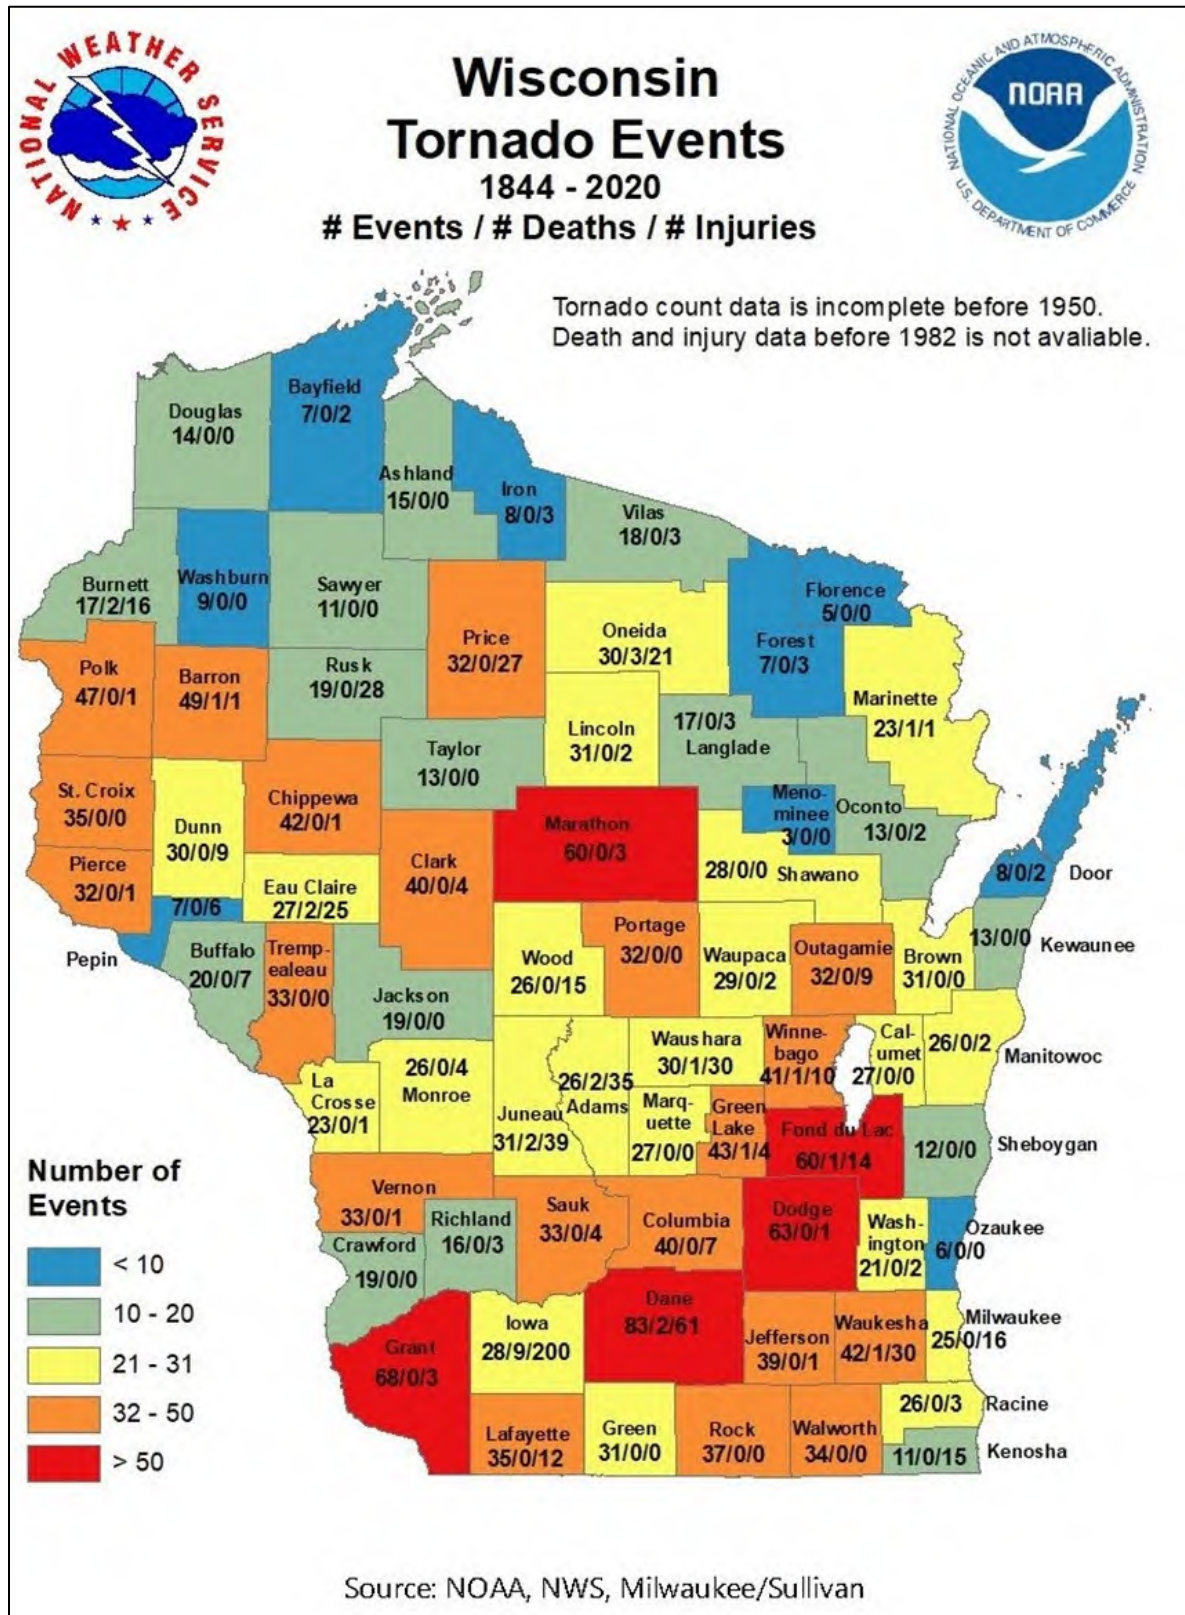 NATIONAL WEATHER SERVICE
NATIONAL OCEANIC AND ATMOSPHERIC ADMINISTRATION
U.S. DEPARTMENT OF COMMERCE
NOAA
Wisconsin
Tornado Events
1844 - 2020
# Events / # Deaths / # Injuries
Tornado count data is incomplete before 1950.
Death and injury data before 1982 is not avaliable.
Bayfield
7/0/2
Douglas
14/0/0
Ashland
15/0/0
Iron
8/0/3
Vilas
18/0/3
Burnett
17/2/16
Washburn
9/0/0
Sawyer
11/0/0
Price
32/0/27
Oneida
30/3/21
Forest
7/0/3
Florence
5/0/0
Marinette
23/1/1
Polk
47/0/1
Barron
49/1/1
Rusk
19/0/28
Taylor
13/0/0
Lincoln
31/0/2
17/0/3
Langlade
Meno-
minee
3/0/0
Oconto
13/0/2
8/0/2
Door
St. Croix
35/0/0
Dunn
30/0/9
Chippewa
42/0/1
Clark
40/0/4
Marathon
60/0/3
28/0/0
Shawano
Pierce
32/0/1
7/0/6
Pepin
Eau Claire
27/2/25
Buffalo
20/0/7
Tremp-
ealeau
33/0/0
Jackson
19/0/0
Wood
26/0/15
Portage
32/0/0
Waupaca
29/0/2
Outagamie
32/0/9
Brown
31/0/0
13/0/0
Kewaunee
La
Crosse
23/0/1
26/0/4
Monroe
Juneau
31/2/39
26/2/35
Adams
Waushara
30/1/30
Winne-
bago
41/1/10
Cal-
umet
27/0/0
26/0/2
Manitowoc
Marq-
uette
27/0/0
Green
Lake
43/1/4
Fond du Lac
60/1/14
12/0/0
Sheboygan
Vernon
33/0/1
Richland
16/0/3
Sauk
33/0/4
Columbia
40/0/7
Dodge
63/0/1
Wash-
ington
21/0/2
Ozaukee
6/0/0
Crawford
19/0/0
Grant
68/0/3
Iowa
28/9/200
Dane
83/2/61
Jefferson
39/0/1
Waukesha
42/1/30
Milwaukee
25/0/16
Lafayette
35/0/12
Green
31/0/0
Rock
37/0/0
Walworth
34/0/0
26/0/3
Racine
11/0/15
Kenosha
Number of
Events
< 10
10 - 20
21 - 31
32 - 50
> 50
Source: NOAA, NWS, Milwaukee/Sullivan